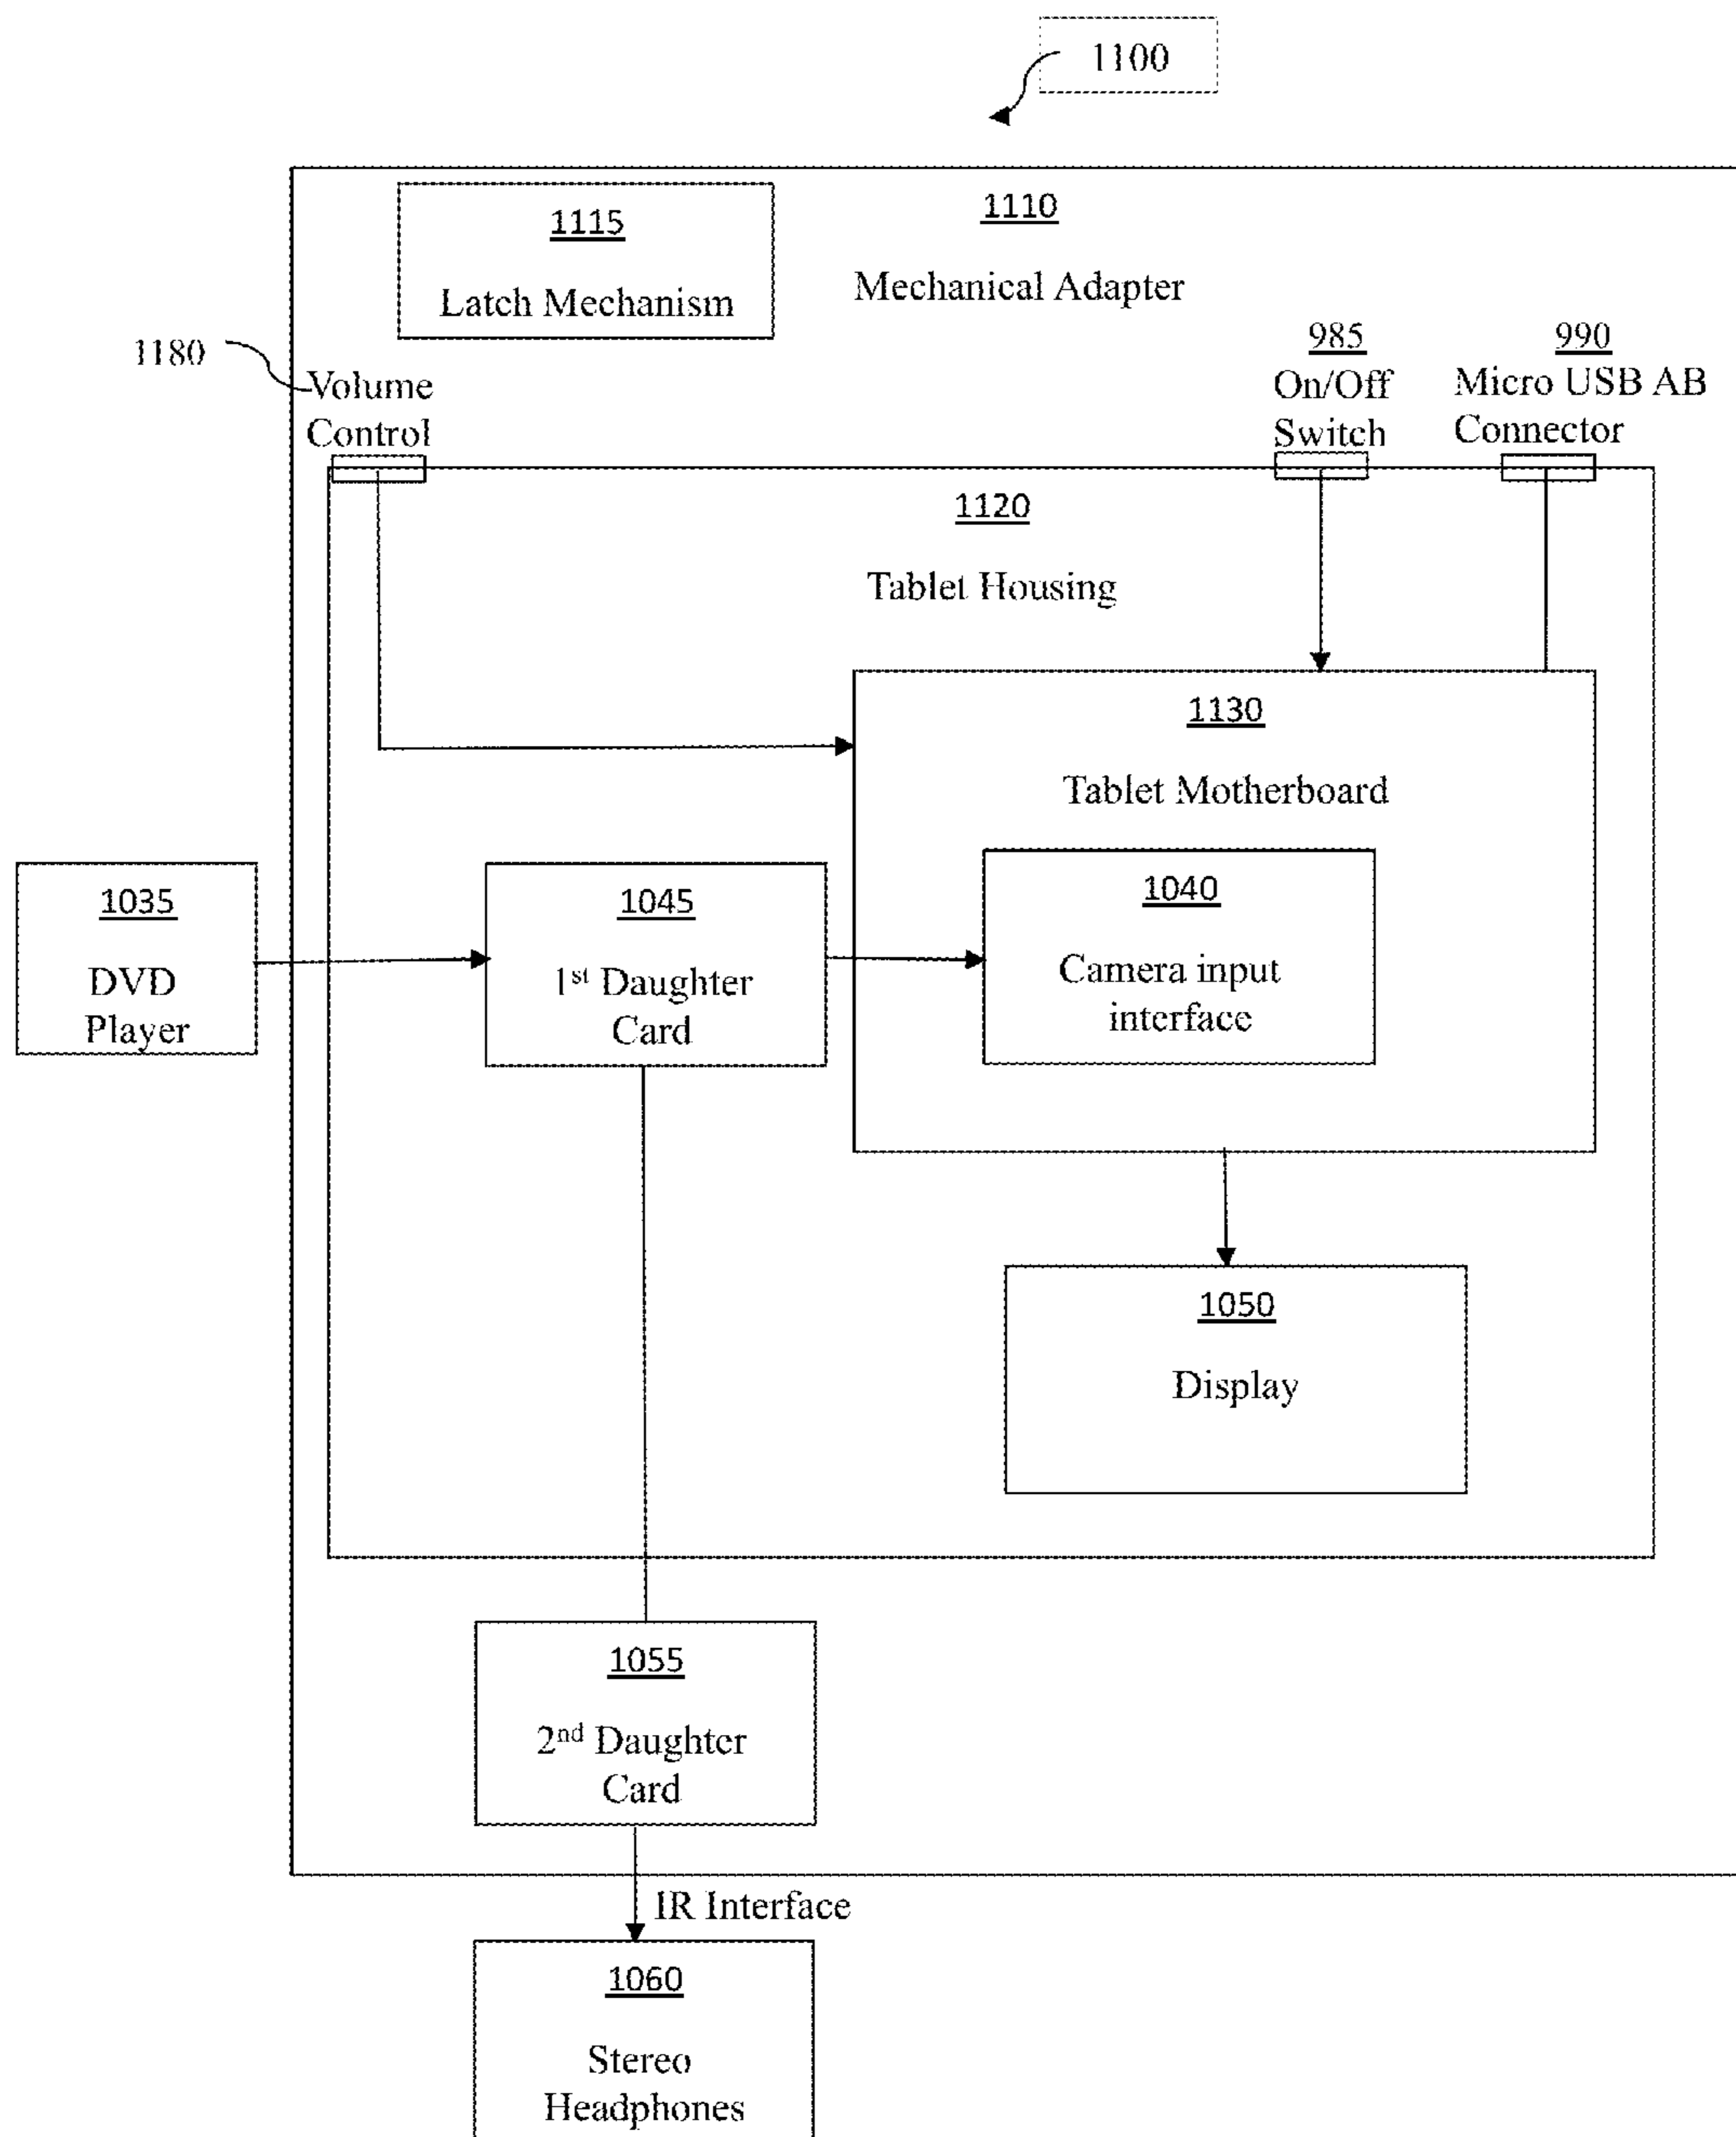 1100
1115
Latch Mechanism
1110
Mechanical Adapter
1180
Volume
Control
985
On/Off
Switch
990
Micro USB AB
Connector
1120
Tablet Housing
1130
Tablet Motherboard
1035
DVD
Player
1045
1st Daughter
Card
1040
Camera input
interface
1050
Display
1055
2nd Daughter
Card
IR Interface
1060
Stereo
Headphones